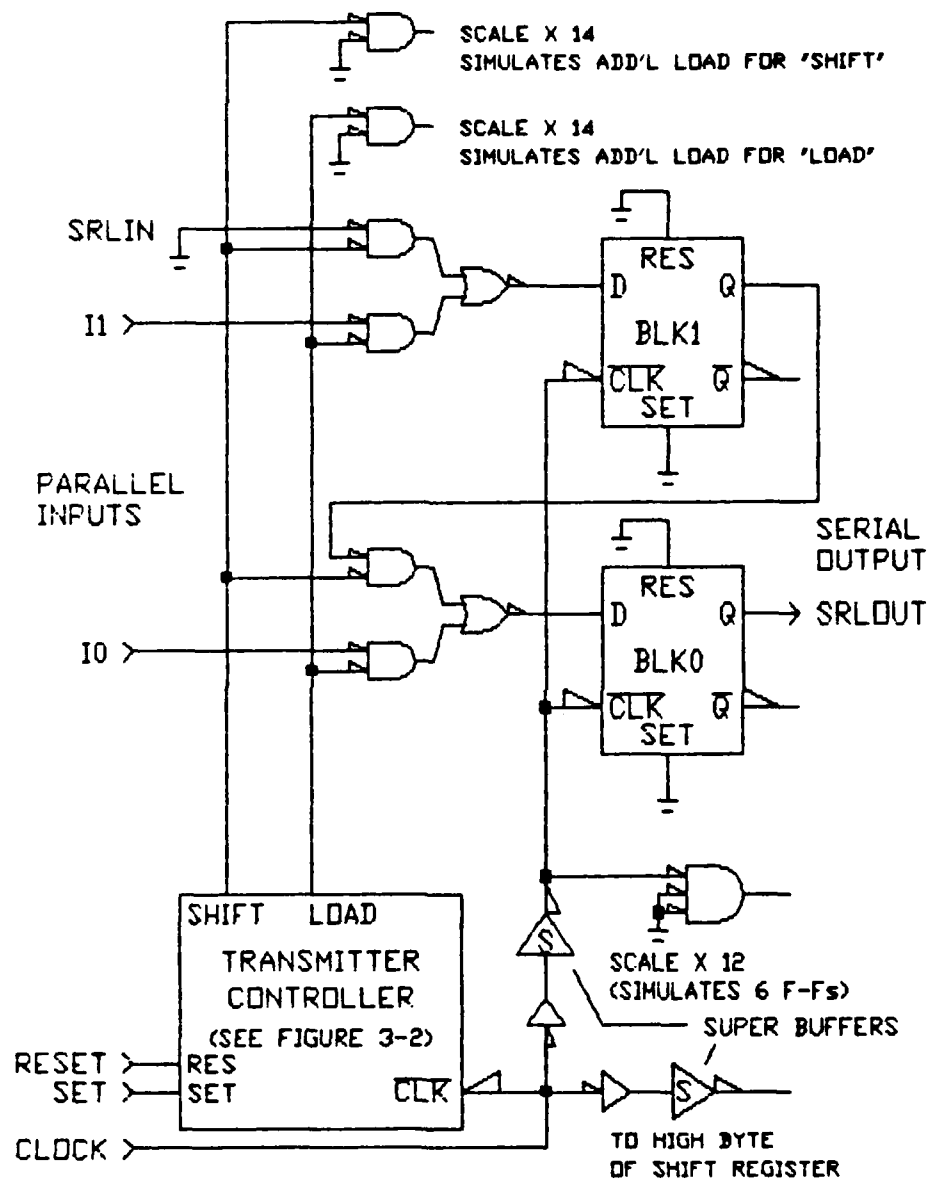 SCALE X 14
SIMULATES ADD'L LOAD FOR 'SHIFT'
SCALE X 14
SIMULATES ADD'L LOAD FOR 'LOAD'
SRLIN
I1
RES
D Q
BLK1
CLK Q
SET
PARALLEL
INPUTS
SERIAL
OUTPUT
RES
D Q
SRLOUT
BLK0
I0
CLK Q
SET
SHIFT LOAD
TRANSMITTER
CONTROLLER
(SEE FIGURE 3-2)
RES
SET
CLK
RESET
SET
CLOCK
S
SCALE X 12
(SIMULATES 6 F-Fs)
SUPER BUFFERS
S
TO HIGH BYTE
OF SHIFT REGISTER